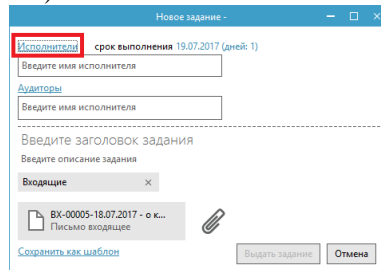 Новое задание -
Исполнители срок выполнения 19.07.2017 (дней: 1)
Введите имя исполнителя
Аудиторы
Введите имя исполнителя
Введите заголовок задания
Введите описание задания
Входящие ×
ВХ-00005-18.07.2017 - о к...
Письмо входящее
Сохранить как шаблон Выдать задание Отмена